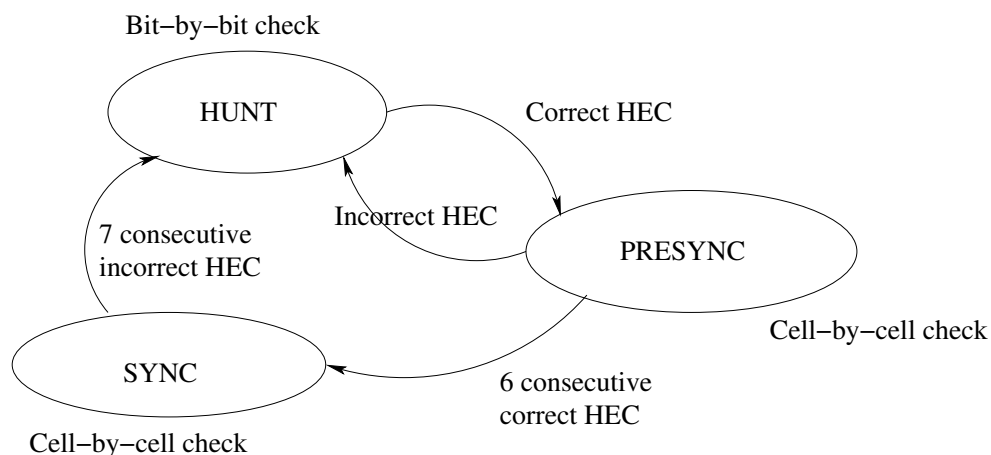 Bit−by−bit check
HUNT
Correct HEC
Incorrect HEC
7 consecutive
incorrect HEC
PRESYNC
Cell−by−cell check
SYNC
6 consecutive
correct HEC
Cell−by−cell check